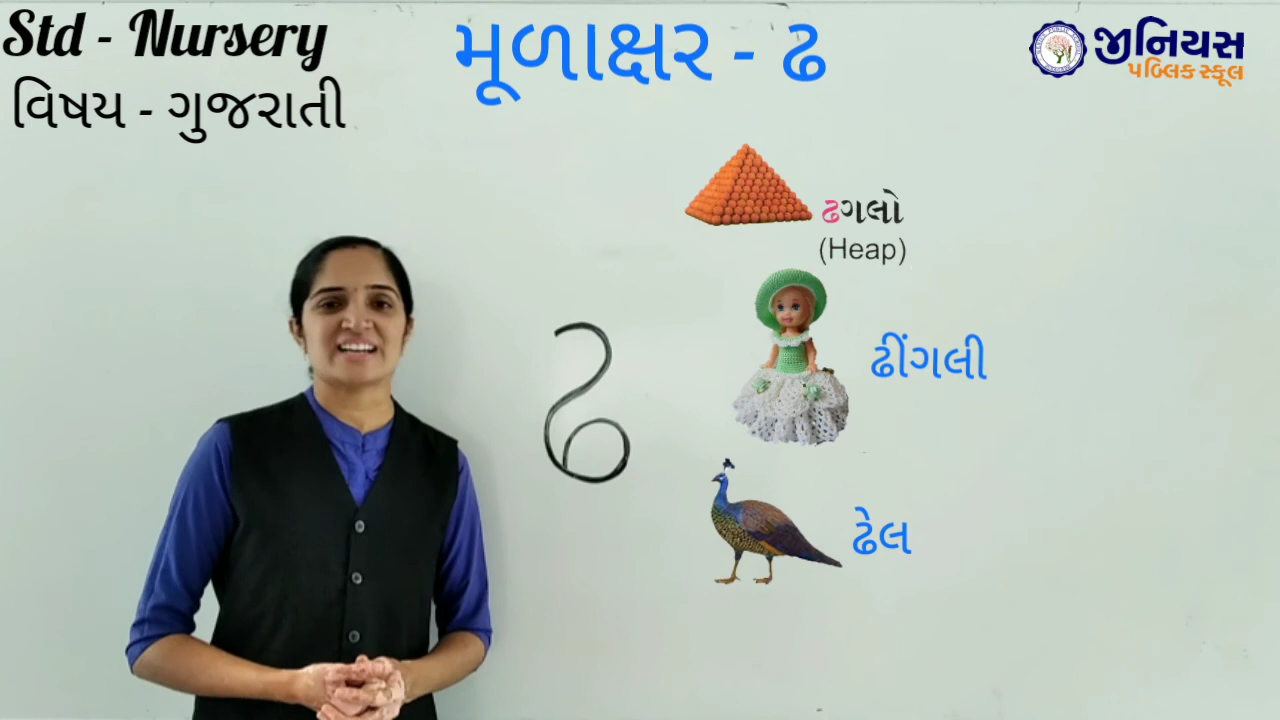 Std - Nursery
વિષય - ગુજરાતી
મૂળાક્ષર - ઢ
જીનિયસ
પબ્લિક સ્કૂલ
ઢગલો
(Heap)
ઢ
ઢીંગલી
ઢેલ